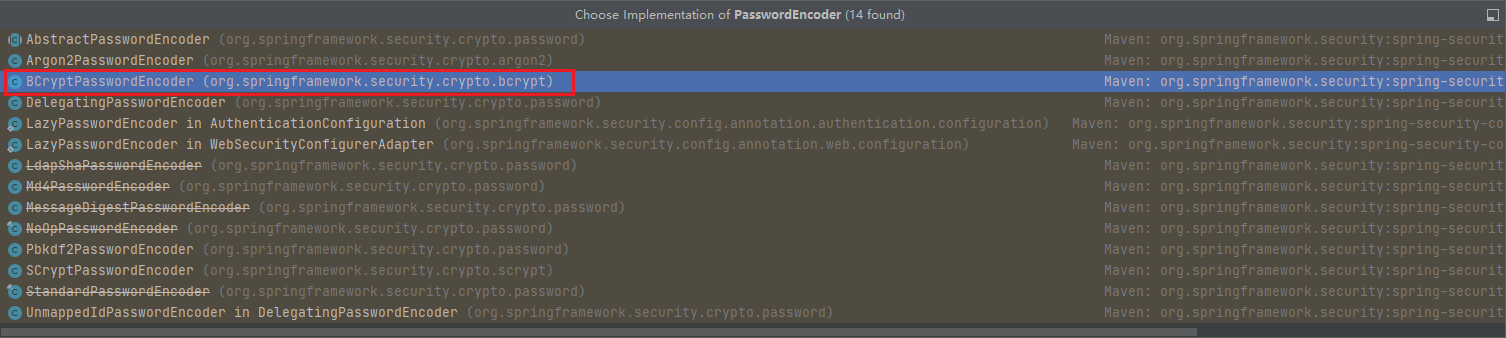 Choose Implementation of PasswordEncoder (14 found)
AbstractPasswordEncoder (org.springframework.security.crypto.password) Maven: org.springframework.security:spring-securit
Argon2PasswordEncoder (org.springframework.security.crypto.argon2) Maven: org.springframework.security:spring-securit
BCryptPasswordEncoder (org.springframework.security.crypto.bcrypt) Maven: org.springframework.security:spring-securit
DelegatingPasswordEncoder (org.springframework.security.crypto.password) Maven: org.springframework.security:spring-securit
LazyPasswordEncoder in AuthenticationConfiguration (org.springframework.security.config.annotation.authentication.configuration) Maven: org.springframework.security:spring-security-co
LazyPasswordEncoder in WebSecurityConfigurerAdapter (org.springframework.security.config.annotation.web.configuration) Maven: org.springframework.security:spring-security-co
LdapShaPasswordEncoder (org.springframework.security.crypto.password) Maven: org.springframework.security:spring-securit
Md4PasswordEncoder (org.springframework.security.crypto.password) Maven: org.springframework.security:spring-securit
MessageDigestPasswordEncoder (org.springframework.security.crypto.password) Maven: org.springframework.security:spring-securit
NoOpPasswordEncoder (org.springframework.security.crypto.password) Maven: org.springframework.security:spring-securit
Pbkdf2PasswordEncoder (org.springframework.security.crypto.password) Maven: org.springframework.security:spring-securit
SCryptPasswordEncoder (org.springframework.security.crypto.scrypt) Maven: org.springframework.security:spring-securit
StandardPasswordEncoder (org.springframework.security.crypto.password) Maven: org.springframework.security:spring-securit
UnmappedIdPasswordEncoder in DelegatingPasswordEncoder (org.springframework.security.crypto.password) Maven: org.springframework.security:spring-securit